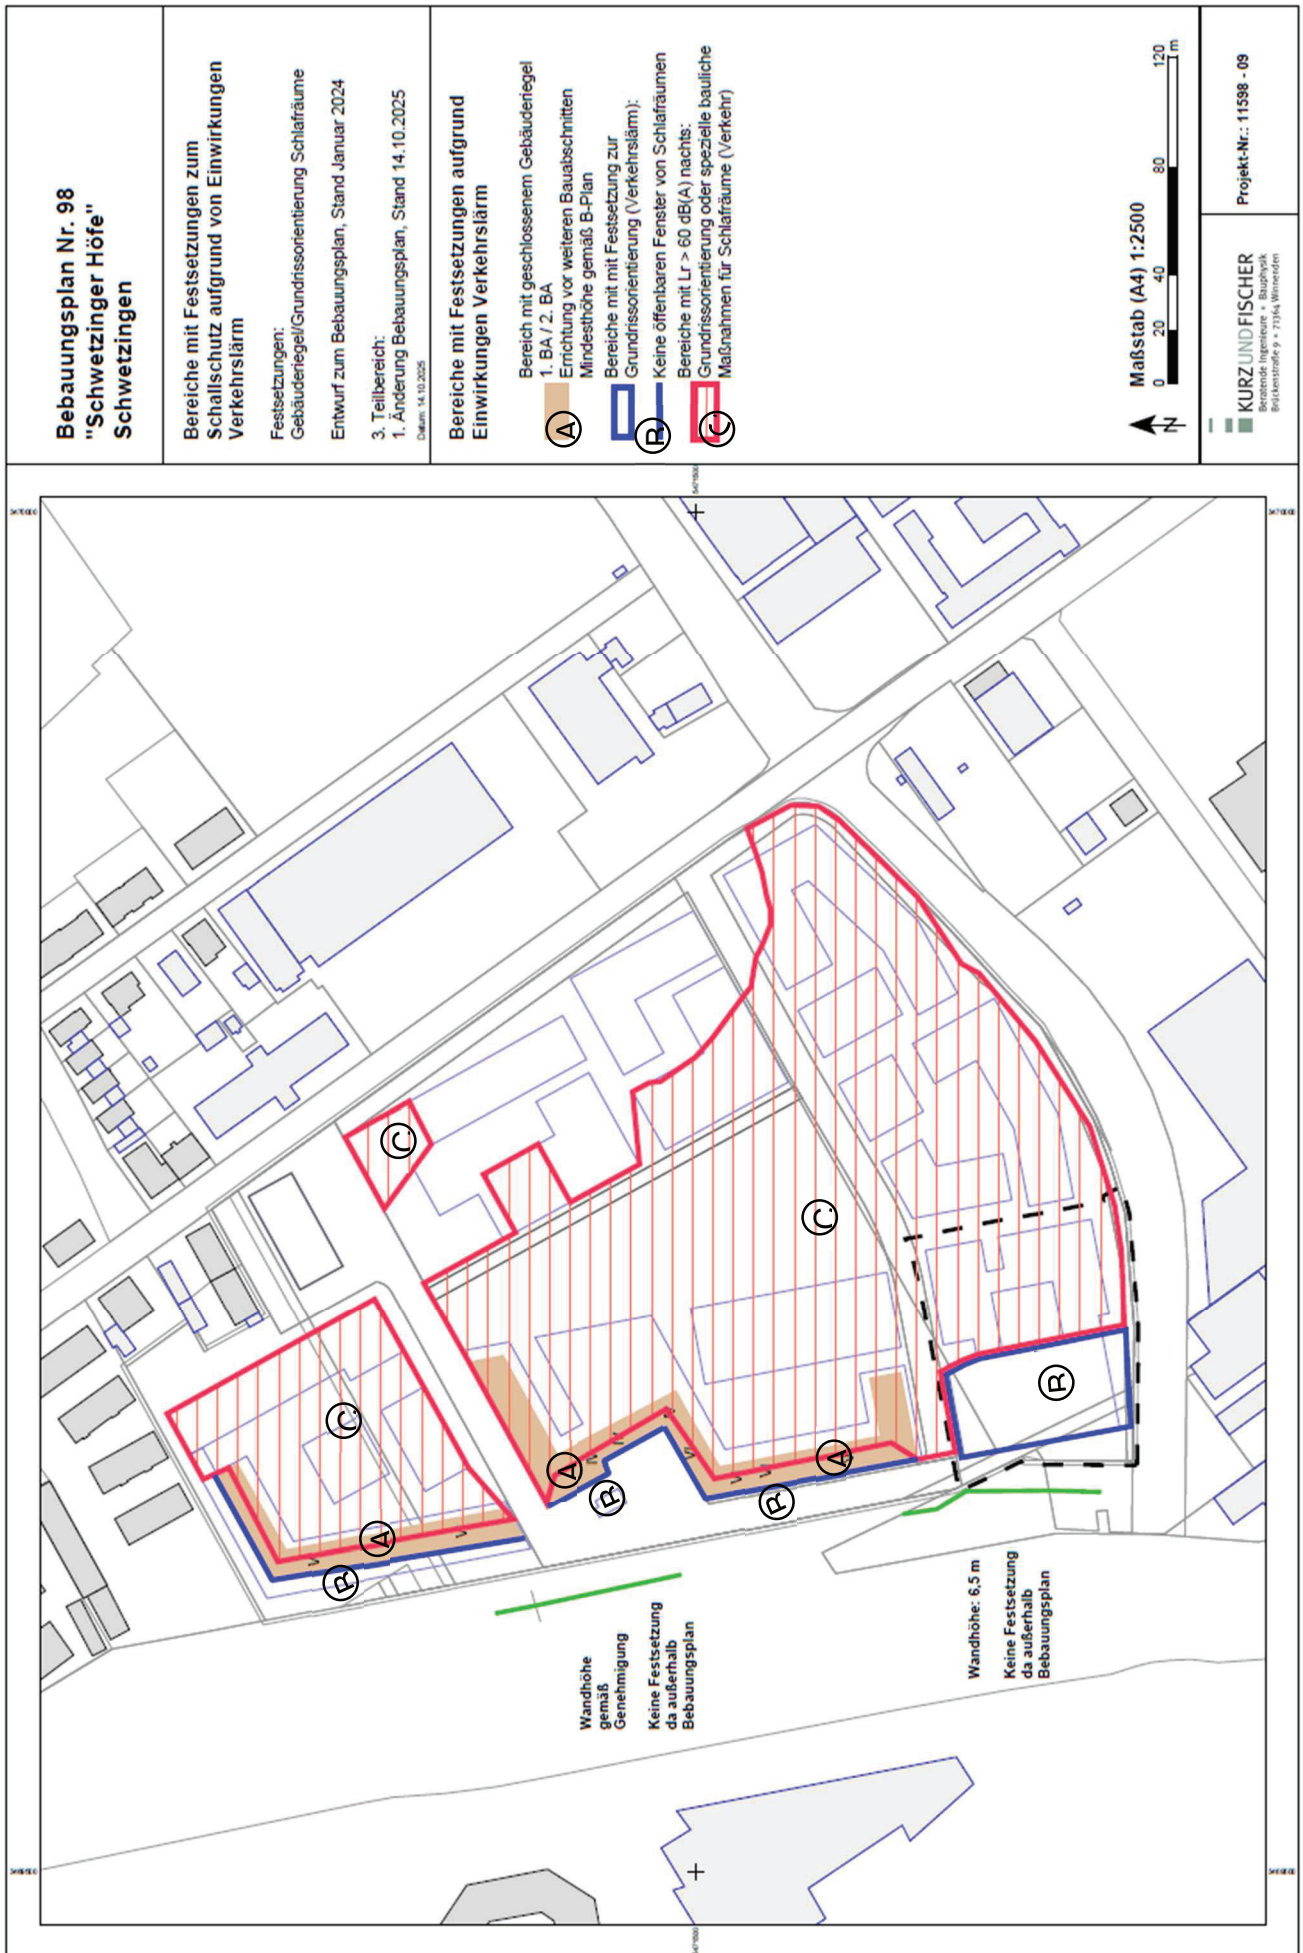 Bebauungsplan Nr. 98
"Schwetzinger Höfe"
Schwetzingen
Bereiche mit Festsetzungen zum
Schallschutz aufgrund von Einwirkungen
Verkehrslärm
Festsetzungen:
Gebäuderiegel/Grundrissorientierung Schlafräume
Entwurf zum Bebauungsplan, Stand Januar 2024
3. Teilbereich:
1. Änderung Bebauungsplan, Stand 14.10.2025
Datum: 14.10.2025
Bereiche mit Festsetzungen aufgrund
Einwirkungen Verkehrslärm
Bereich mit geschlossenem Gebäuderiegel
1. BA / 2. BA
Errichtung vor weiteren Bauabschnitten
Mindesthöhe gemäß B-Plan
A
Bereiche mit mit Festsetzung zur
Grundrissorientierung (Verkehrslärm):
Keine öffenbaren Fenster von Schlafräumen
B
Bereiche mit Lr > 60 dB(A) nachts:
Grundrissorientierung oder spezielle bauliche
Maßnahmen für Schlafräume (Verkehr)
C
Maßstab (A4) 1:2500
0 20 40 80 120
m
N
KURZUNDFISCHER
Beratende Ingenieure + Bauphysik
Brückenstraße 9 + 71364 Winnenden
Projekt-Nr.: 11598 - 09
C
C
C
A
A
A
B
B
B
B
V
V
IV
IV
V
VI
V
V
Wandhöhe
gemäß
Genehmigung
Keine Festsetzung
da außerhalb
Bebauungsplan
Wandhöhe: 6,5 m
Keine Festsetzung
da außerhalb
Bebauungsplan